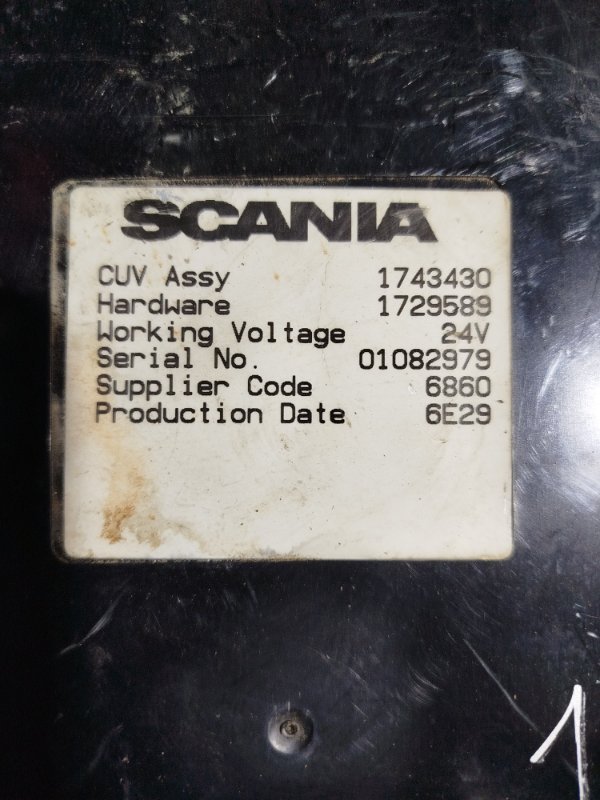 SCANIA
CUV Assy 1743430
Hardware 1729589
Working Voltage 24V
Serial No. 01082979
Supplier Code 6860
Production Date 6E29
1